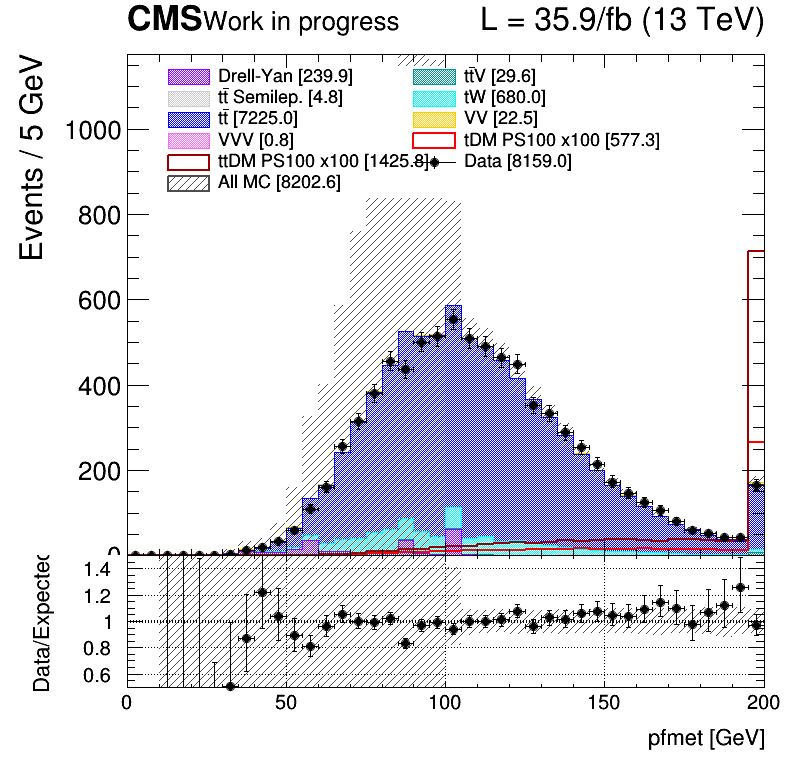 CMS Work in progress L = 35.9/fb (13 TeV)
Events / 5 GeV
Drell-Yan [239.9] tt̄V [29.6]
tt̄ Semilep. [4.8] tW [680.0]
tt̄ [7225.0] VV [22.5]
VVV [0.8] tDM PS100 x100 [577.3]
ttDM PS100 x100 [1425.8] Data [8159.0]
All MC [8202.6]
1000
800
600
400
200
0
Data/Expected
1.4
1.2
1
0.8
0.6
0 50 100 150 200
pfmet [GeV]